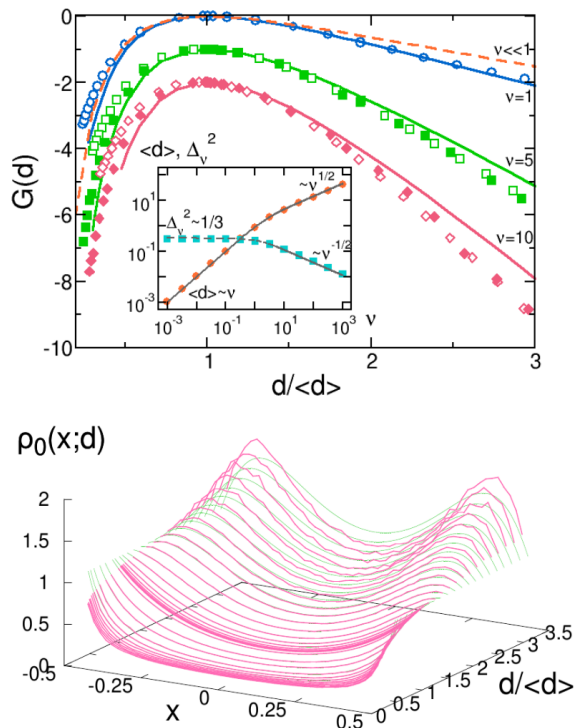 0
-2
-4
-6
-8
-10
G(d)
ν<<1
ν=1
ν=5
ν=10
<d>, Δν²
10¹
10⁻¹
10⁻³
~ν¹/²
Δν²~1/3
~ν⁻¹/²
<d>~ν
10⁻³ 10⁻¹ 10¹ 10³ ν
1 2 3
d/<d>
ρ₀(x;d)
2
1.5
1
0.5
0
-0.5 -0.25 0 0.25 0.5
x
0 0.5 1 1.5 2 2.5 3 3.5
d/<d>